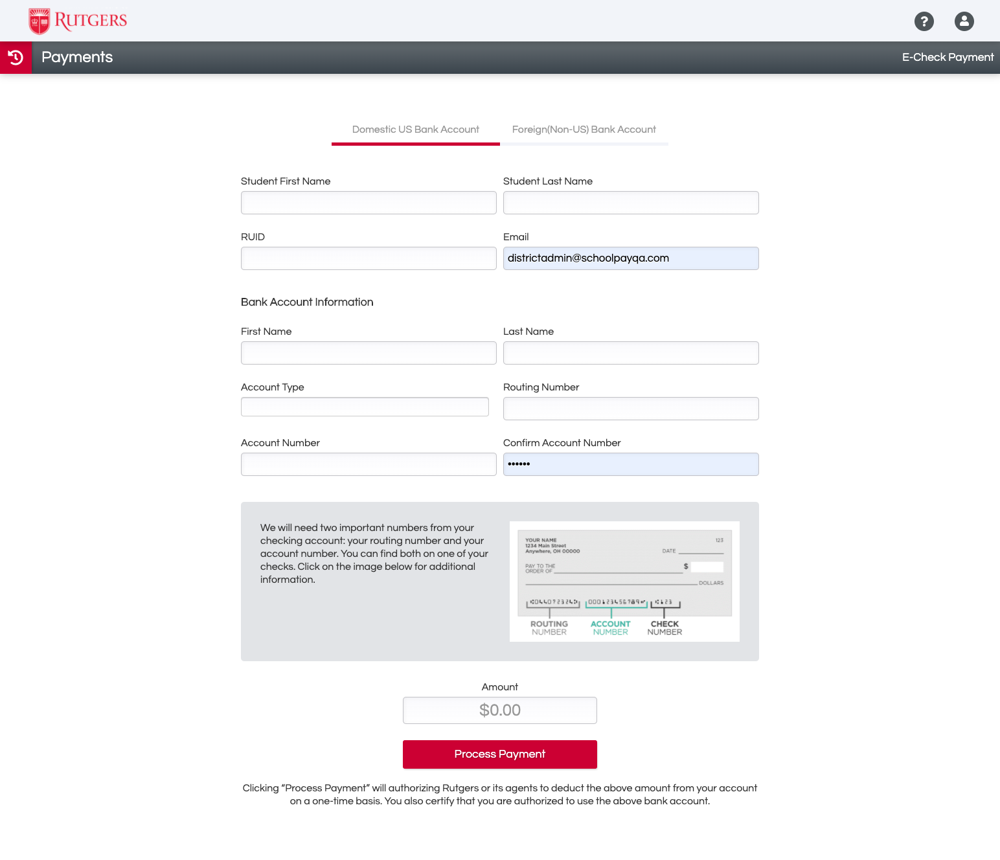 RUTGERS
?
Payments
E-Check Payment
Domestic US Bank Account
Foreign(Non-US) Bank Account
Student First Name
Student Last Name
RUID
Email
districtadmin@schoolpayqa.com
Bank Account Information
First Name
Last Name
Account Type
Routing Number
Account Number
Confirm Account Number
••••••
We will need two important numbers from your
checking account: your routing number and your
account number. You can find both on one of your
checks. Click on the image below for additional
information.
YOUR NAME
1234 Main Street
Anywhere, OH 00000
123
DATE
PAY TO THE
ORDER OF
$
DOLLARS
⑆044072324⑆ 000123456789⑈ ⑆123
ROUTING
NUMBER
ACCOUNT
NUMBER
CHECK
NUMBER
Amount
$0.00
Process Payment
Clicking “Process Payment” will authorizing Rutgers or its agents to deduct the above amount from your account
on a one-time basis. You also certify that you are authorized to use the above bank account.